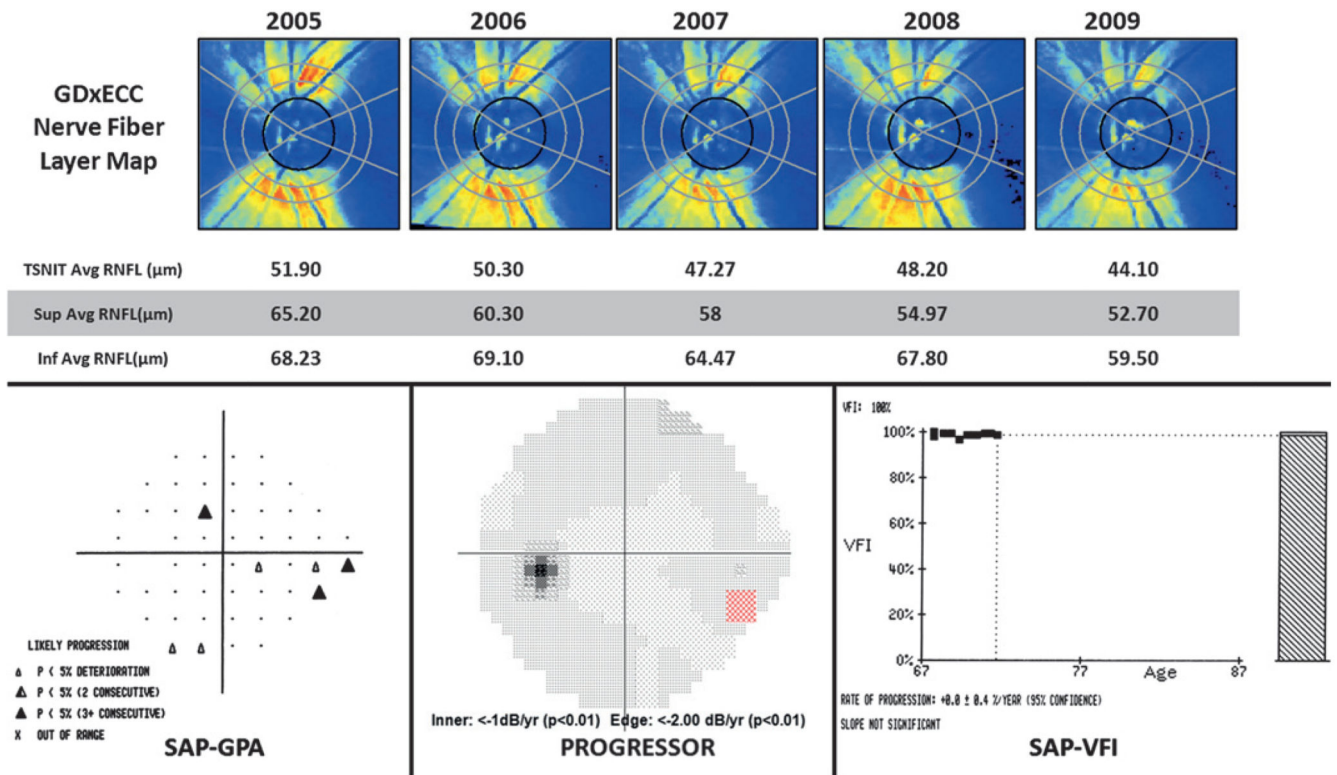 2005 2006 2007 2008 2009
GDxECC
Nerve Fiber
Layer Map
TSNIT Avg RNFL (µm) 51.90 50.30 47.27 48.20 44.10
Sup Avg RNFL(µm) 65.20 60.30 58 54.97 52.70
Inf Avg RNFL(µm) 68.23 69.10 64.47 67.80 59.50
LIKELY PROGRESSION
P < 5% DETERIORATION
P < 5% (2 CONSECUTIVE)
P < 5% (3+ CONSECUTIVE)
X OUT OF RANGE
SAP-GPA
Inner: <-1dB/yr (p<0.01) Edge: <-2.00 dB/yr (p<0.01)
PROGRESSOR
VFI: 100%
100%
80%
60%
VFI
40%
20%
0%
67 77 Age 87
RATE OF PROGRESSION: +0.0 ± 0.4 %/YEAR (95% CONFIDENCE)
SLOPE NOT SIGNIFICANT
SAP-VFI